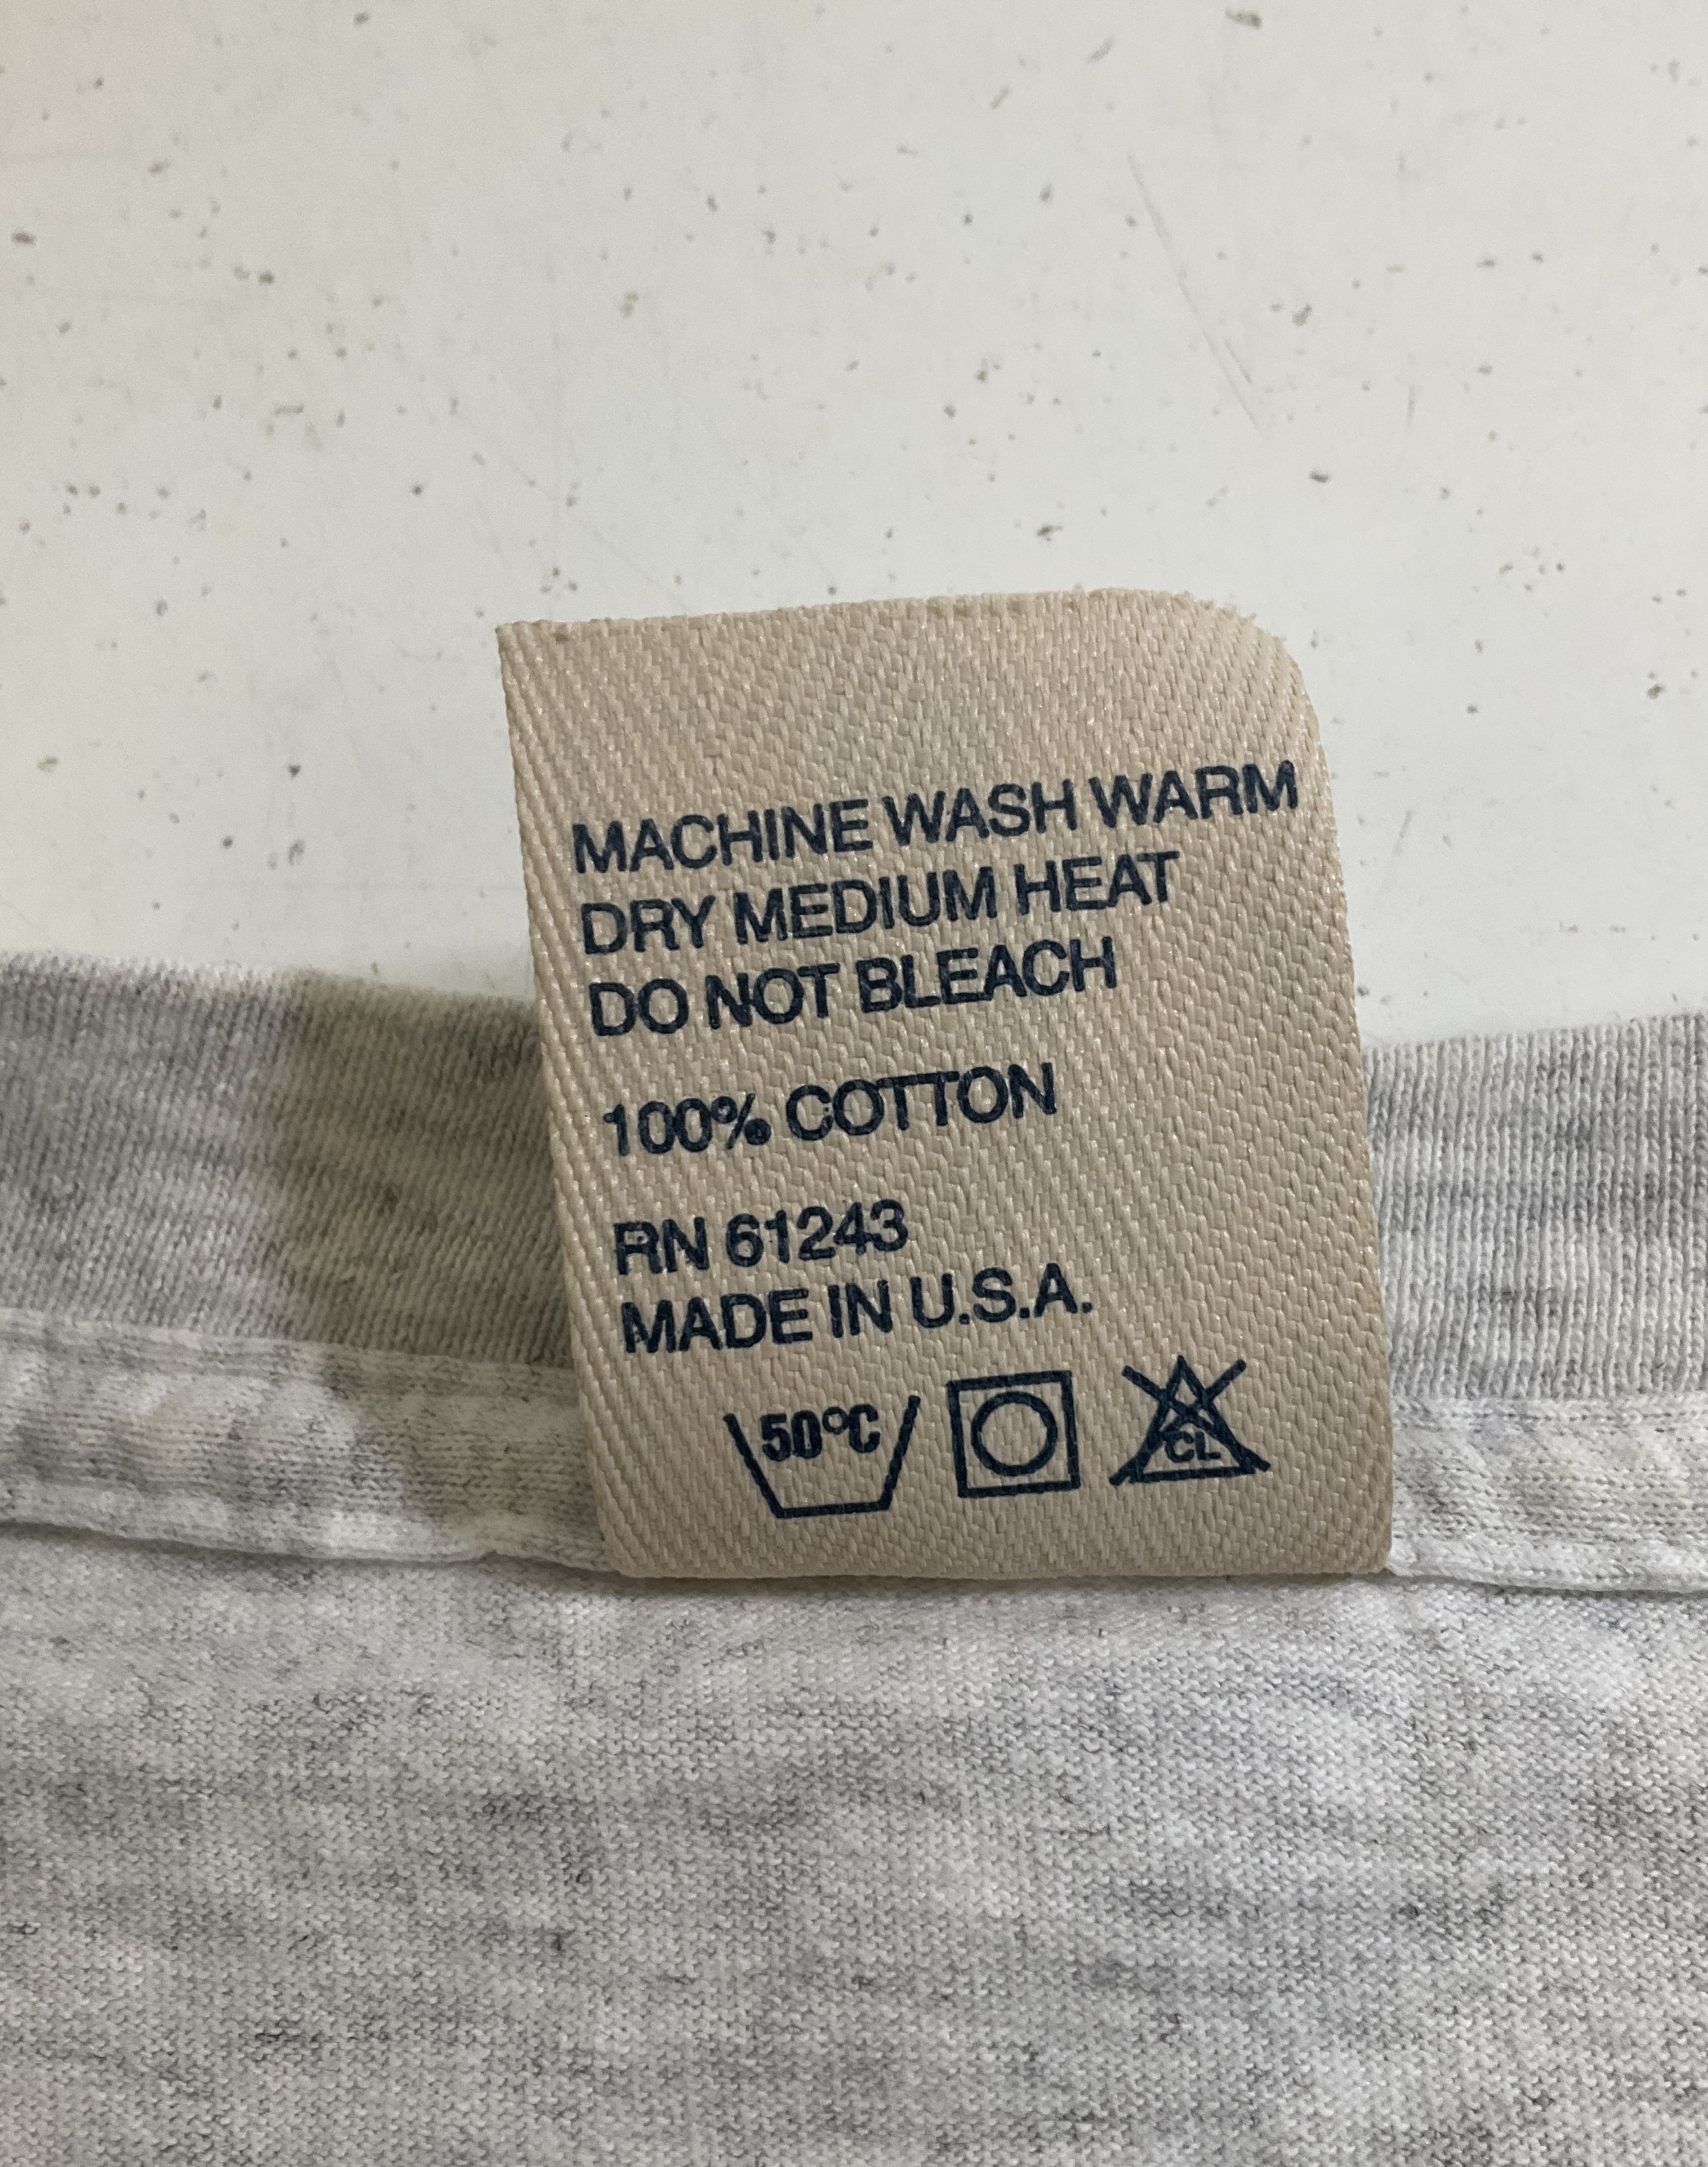 MACHINE WASH WARM
DRY MEDIUM HEAT
DO NOT BLEACH
100% COTTON
RN 61243
MADE IN U.S.A.
50°C CL